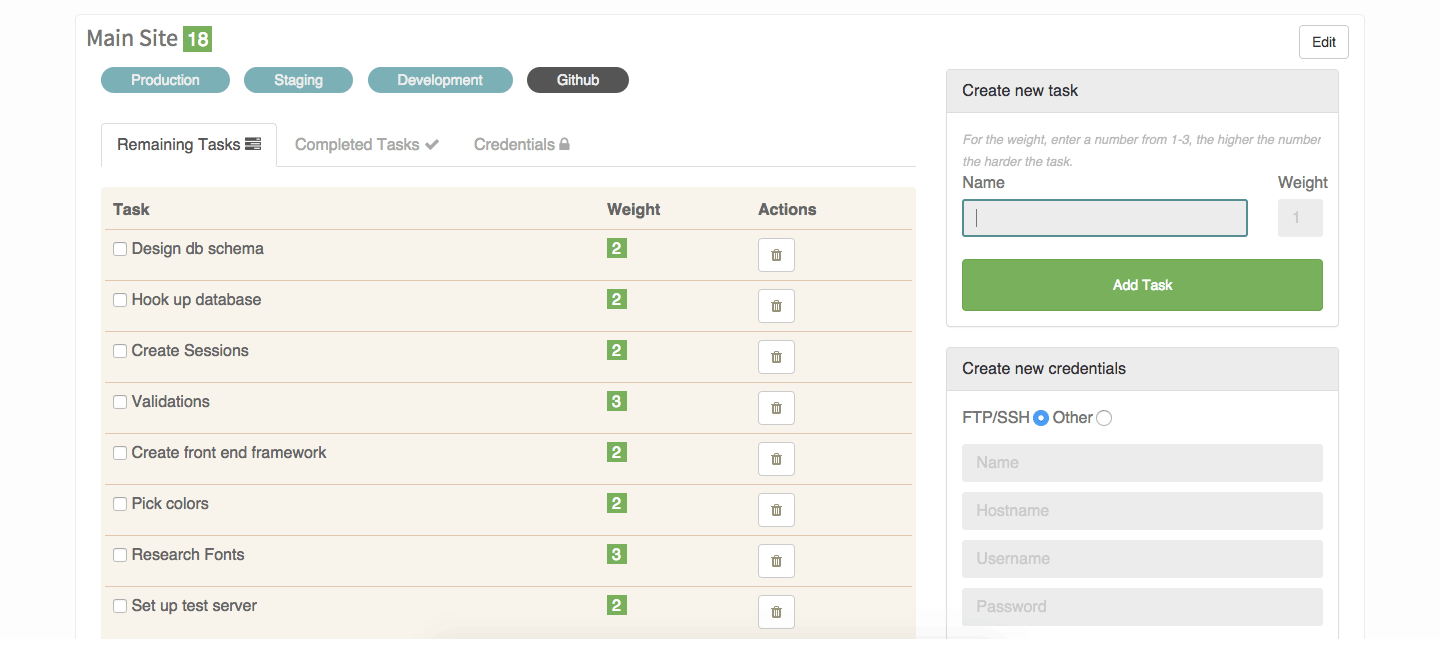 Main Site 18
Edit
Production Staging Development Github
Remaining Tasks Completed Tasks Credentials
Task Weight Actions
Design db schema 2
Hook up database 2
Create Sessions 2
Validations 3
Create front end framework 2
Pick colors 2
Research Fonts 3
Set up test server 2
Create new task
For the weight, enter a number from 1-3, the higher the number
the harder the task.
Name Weight
1
Add Task
Create new credentials
FTP/SSH Other
Name
Hostname
Username
Password